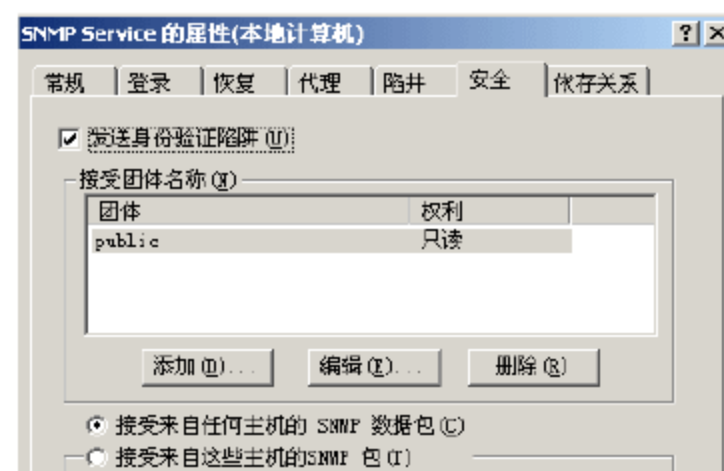 SNMP Service 的属性(本地计算机)
常规 登录 恢复 代理 陷井 安全 依存关系
发送身份验证陷阱(U)
接受团体名称(N)
团体 权利
public 只读
添加(D)... 编辑(E)... 删除(R)
接受来自任何主机的 SNMP 数据包(C)
接受来自这些主机的SNMP 包(T)